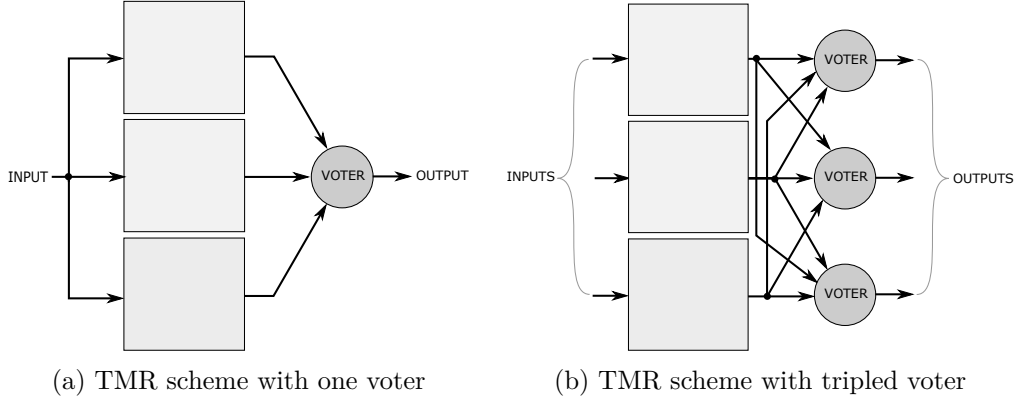 INPUT
VOTER
OUTPUT
(a) TMR scheme with one voter
INPUTS
VOTER
VOTER
VOTER
OUTPUTS
(b) TMR scheme with tripled voter